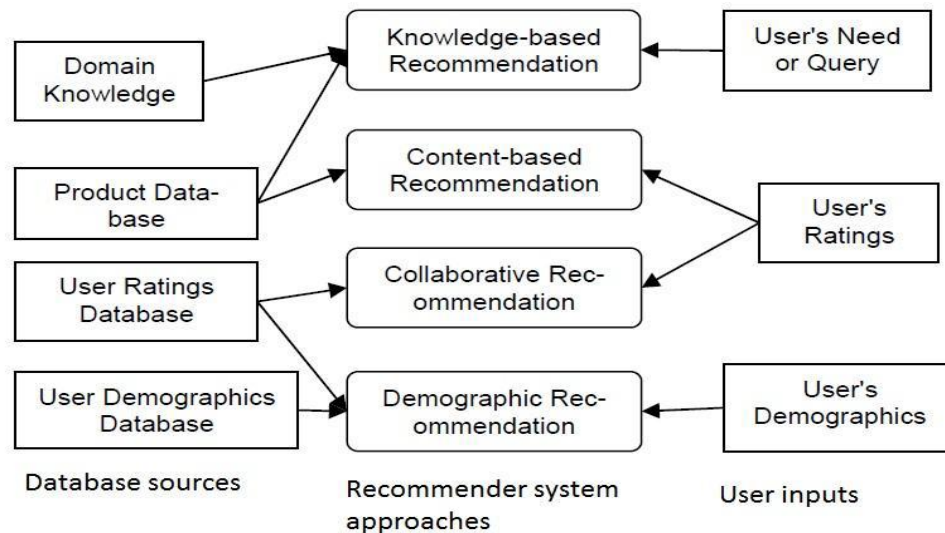 Domain
Knowledge
Product Data-
base
User Ratings
Database
User Demographics
Database
Database sources
Knowledge-based
Recommendation
Content-based
Recommendation
Collaborative Rec-
ommendation
Demographic Rec-
ommendation
Recommender system
approaches
User's Need
or Query
User's
Ratings
User's
Demographics
User inputs